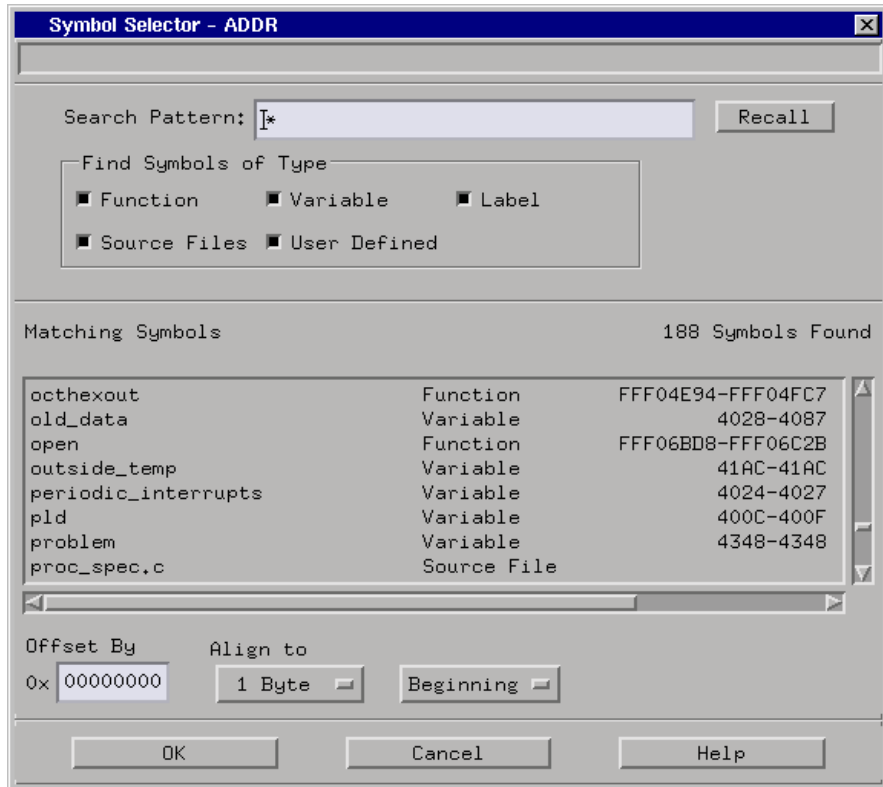 Symbol Selector - ADDR
Search Pattern: * Recall
Find Symbols of Type
Function Variable Label
Source Files User Defined
Matching Symbols 188 Symbols Found
octhexout Function FFF04E94-FFF04FC7
old_data Variable 4028-4087
open Function FFF06BD8-FFF06C2B
outside_temp Variable 41AC-41AC
periodic_interrupts Variable 4024-4027
pld Variable 400C-400F
problem Variable 4348-4348
proc_spec.c Source File
Offset By Align to
0x 00000000 1 Byte Beginning
OK Cancel Help